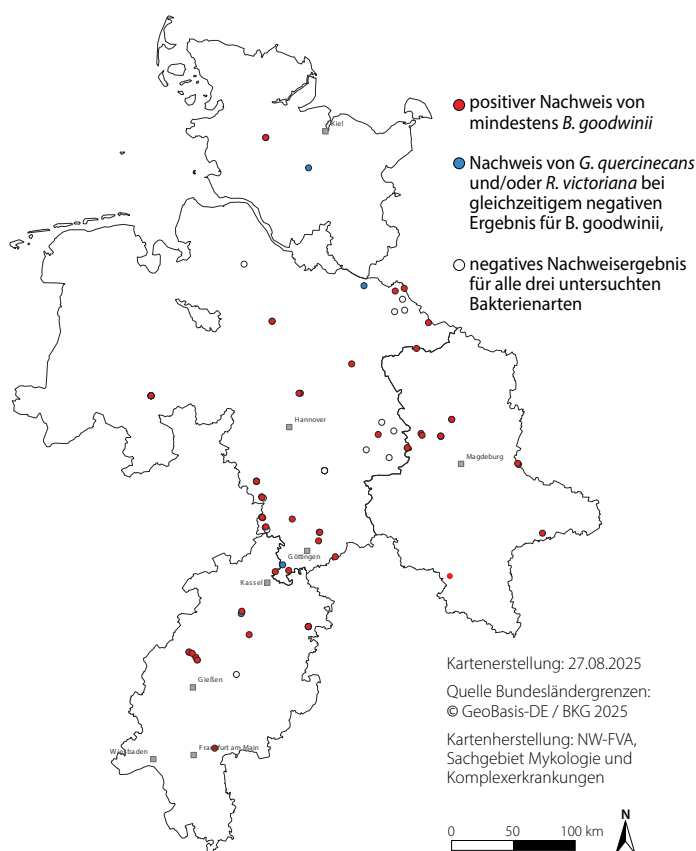 positiver Nachweis von
mindestens B. goodwinii
Nachweis von G. quercinecans
und/oder R. victoriana bei
gleichzeitigem negativen
Ergebnis für B. goodwinii,
negatives Nachweisergebnis
für alle drei untersuchten
Bakterienarten
Kiel
Hannover
Magdeburg
Göttingen
Kassel
Gießen
Wiesbaden
Frankfurt am Main
Kartenerstellung: 27.08.2025
Quelle Bundesländergrenzen:
© GeoBasis-DE / BKG 2025
Kartenherstellung: NW-FVA,
Sachgebiet Mykologie und
Komplexerkrankungen
N
0 50 100 km